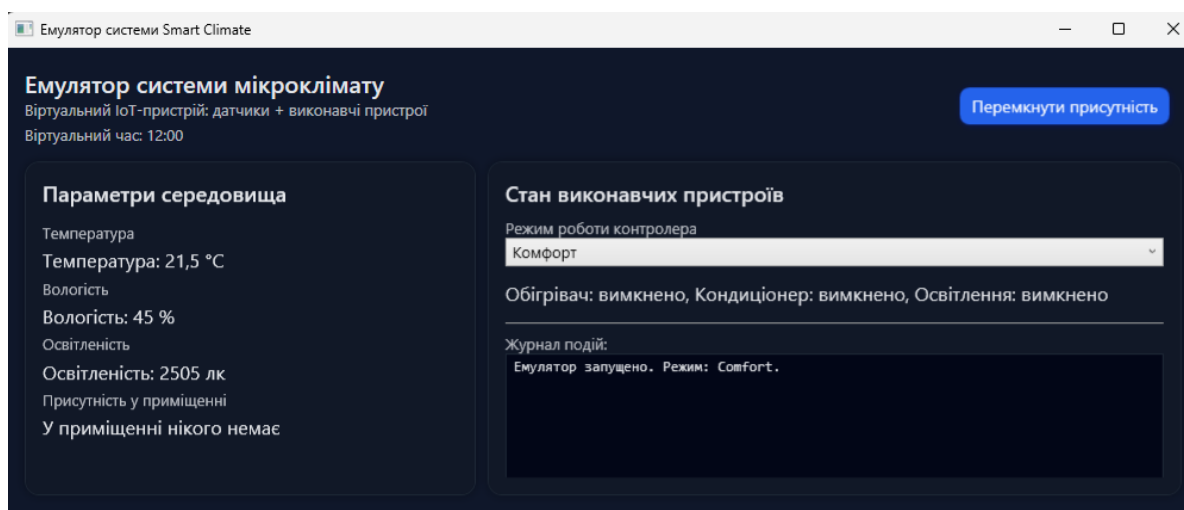 Емулятор системи Smart Climate
Емулятор системи мікроклімату
Віртуальний IoT-пристрій: датчики + виконавчі пристрої
Віртуальний час: 12:00
Перемкнути присутність
Параметри середовища
Температура
Температура: 21,5 °C
Вологість
Вологість: 45 %
Освітленість
Освітленість: 2505 лк
Присутність у приміщенні
У приміщенні нікого немає
Стан виконавчих пристроїв
Режим роботи контролера
Комфорт
Обігрівач: вимкнено, Кондиціонер: вимкнено, Освітлення: вимкнено
Журнал подій:
Емулятор запущено. Режим: Comfort.